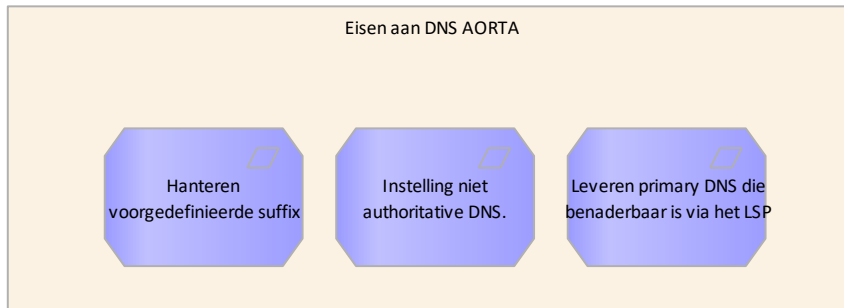 Eisen aan DNS AORTA
Hanteren
voorgedefinieerde suffix
Instelling niet
authoritative DNS.
Leveren primary DNS die
benaderbaar is via het LSP